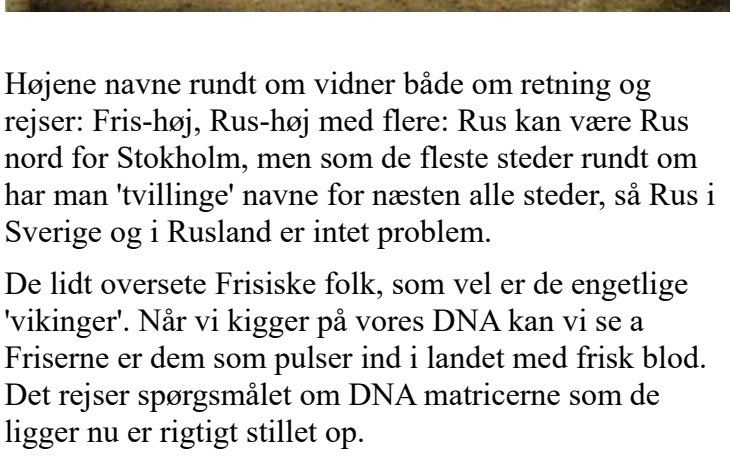 Højene navne rundt om vidner både om retning og
rejser: Fris-høj, Rus-høj med flere: Rus kan være Rus
nord for Stokholm, men som de fleste steder rundt om
har man 'tvillinge' navne for næsten alle steder, så Rus i
Sverige og i Rusland er intet problem.
De lidt oversete Frisiske folk, som vel er de engetlige
'vikinger'. Når vi kigger på vores DNA kan vi se a
Friserne er dem som pulser ind i landet med frisk blod.
Det rejser spørgsmålet om DNA matricerne som de
ligger nu er rigtigt stillet op.